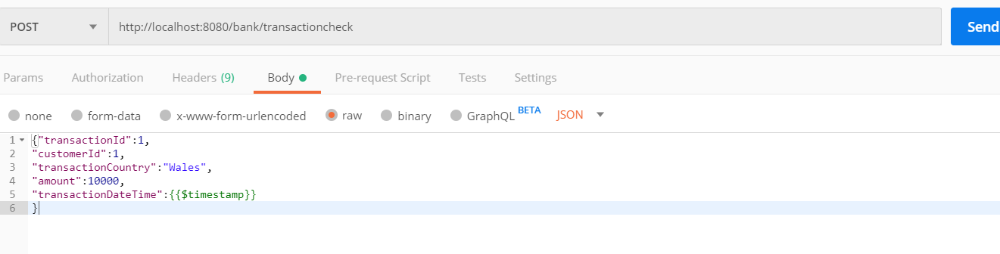 POST http://localhost:8080/bank/transactioncheck Send
Params Authorization Headers (9) Body Pre-request Script Tests Settings
none form-data x-www-form-urlencoded raw binary GraphQL BETA JSON
1 {"transactionId":1,
2 "customerId":1,
3 "transactionCountry":"Wales",
4 "amount":10000,
5 "transactionDateTime":{{$timestamp}}
6 }